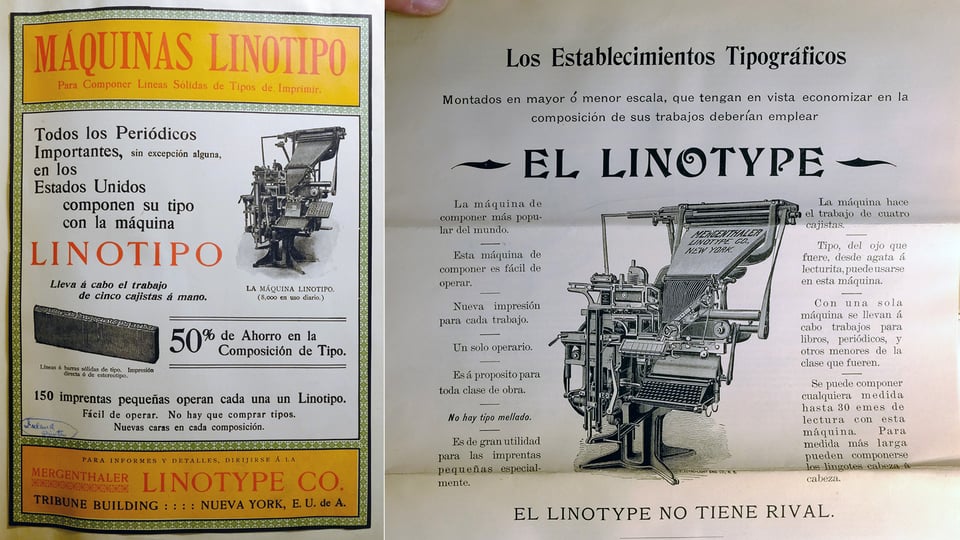 MÁQUINAS LINOTIPO
Para Componer Líneas Sólidas de Tipos de Imprimir.
Todos los Periódicos
Importantes, sin excepción alguna,
en los
Estados Unidos
componen su tipo
con la máquina
LINOTIPO
Lleva á cabo el trabajo
de cinco cajistas á mano.
LA MÁQUINA LINOTIPO.
(8,000 en uso diario.)
Líneas ó barras sólidas de tipo. Impresión
directa ó de estereotipo.
50% de Ahorro en la
Composición de Tipo.
150 imprentas pequeñas operan cada una un Linotipo.
Fácil de operar. No hay que comprar tipos.
Nuevas caras en cada composición.
PARA INFORMES Y DETALLES, DIRIJIRSE Á LA
MERGENTHALER LINOTYPE CO.
TRIBUNE BUILDING :::: NUEVA YORK, E. U. de A.
Los Establecimientos Tipográficos
Montados en mayor ó menor escala, que tengan en vista economizar en la
composición de sus trabajos deberían emplear
EL LINOTYPE
La máquina de
componer más popu-
lar del mundo.
Esta máquina de
componer es fácil de
operar.
Nueva impresión
para cada trabajo.
Un solo operario.
Es á proposito para
toda clase de obra.
No hay tipo mellado.
Es de gran utilidad
para las imprentas
pequeñas especial-
mente.
MERGENTHALER
LINOTYPE CO.
NEW YORK.
La máquina hace
el trabajo de cuatro
cajistas.
Tipo, del ojo que
fuere, desde agata á
lecturita, puede usarse
en esta máquina.
Con una sola
máquina se llevan á
cabo trabajos para
libros, periódicos, y
otros menores de la
clase que fueren.
Se puede componer
cualquiera medida
hasta 30 emes de
lectura con esta
máquina. Para
medida más larga
pueden componerse
los lingotes cabeza á
cabeza.
EL LINOTYPE NO TIENE RIVAL.